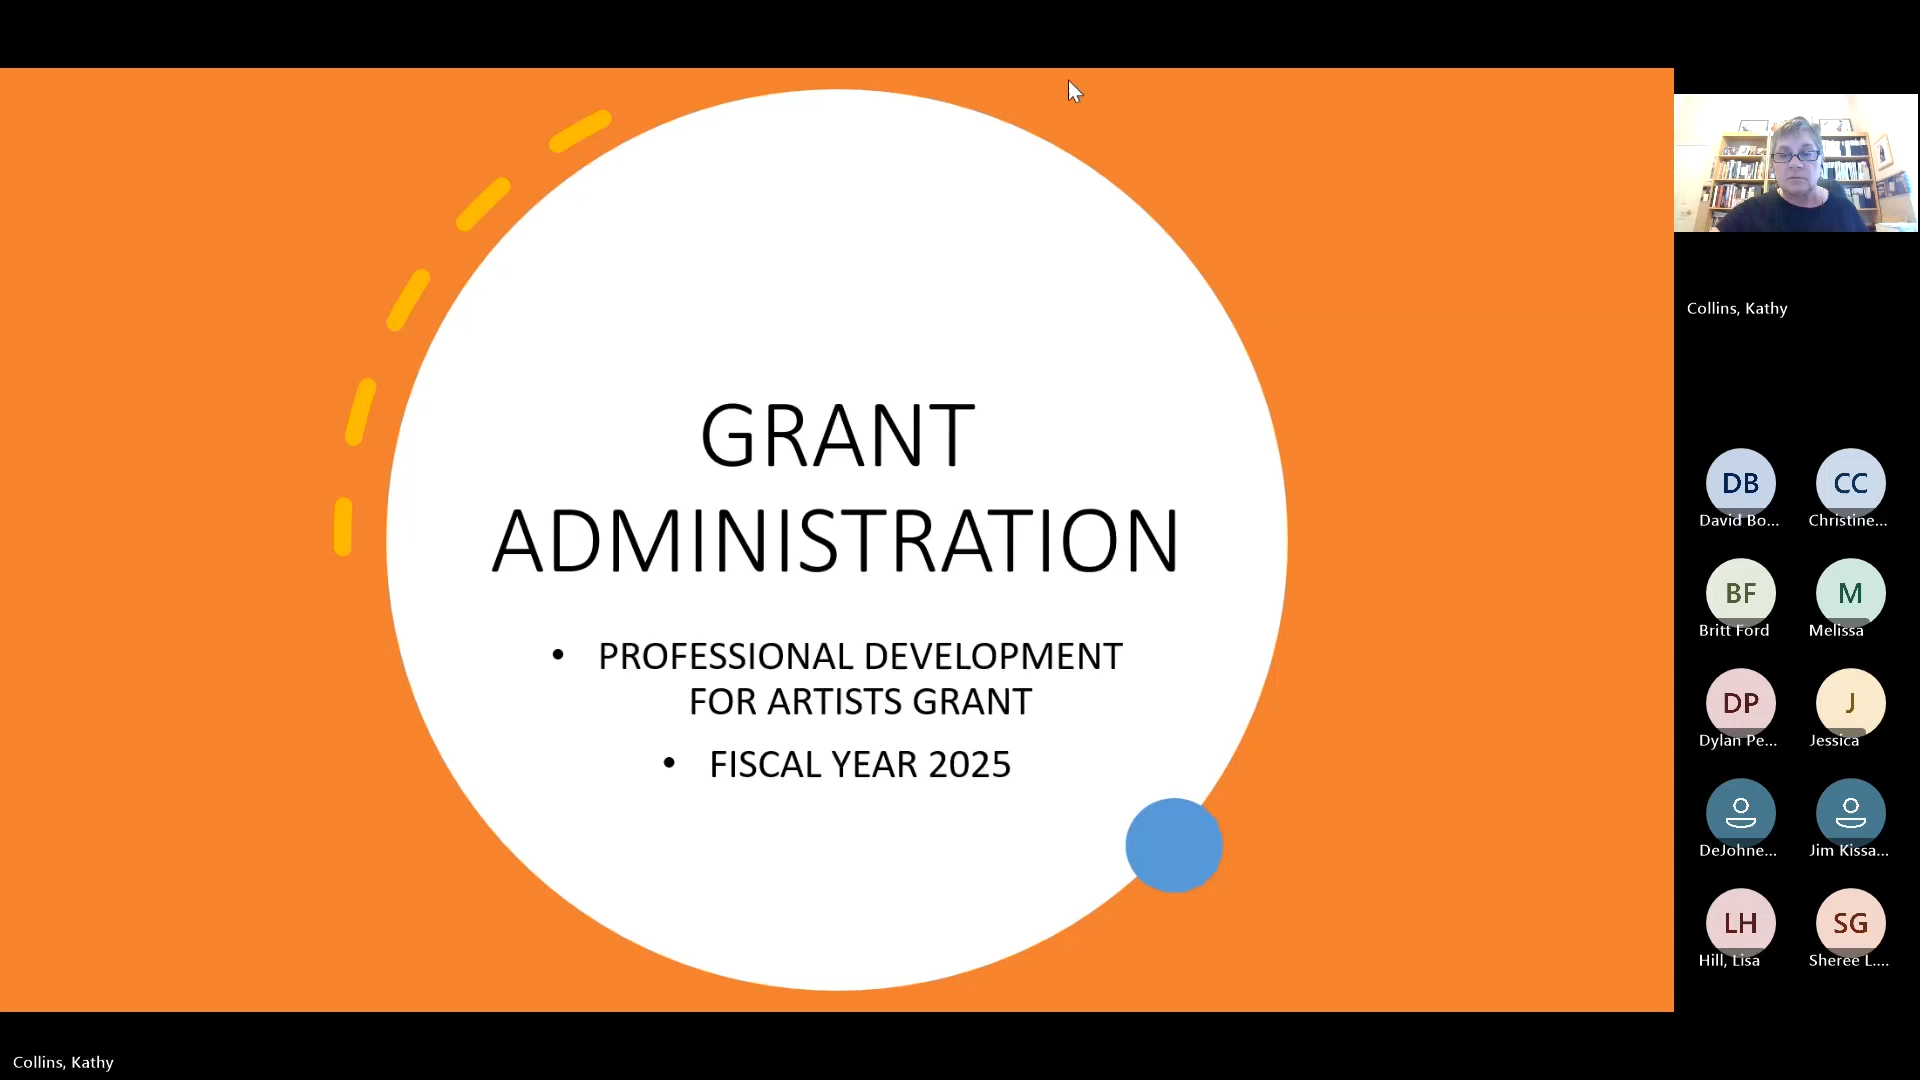 GRANT
ADMINISTRATION
• PROFESSIONAL DEVELOPMENT
FOR ARTISTS GRANT
• FISCAL YEAR 2025
Collins, Kathy
DB
CC
David Bo...
Christine...
BF
M
Britt Ford
Melissa
DP
J
Dylan Pe...
Jessica
DeJohne...
Jim Kissa...
LH
SG
Hill, Lisa
Sheree L....
Collins, Kathy